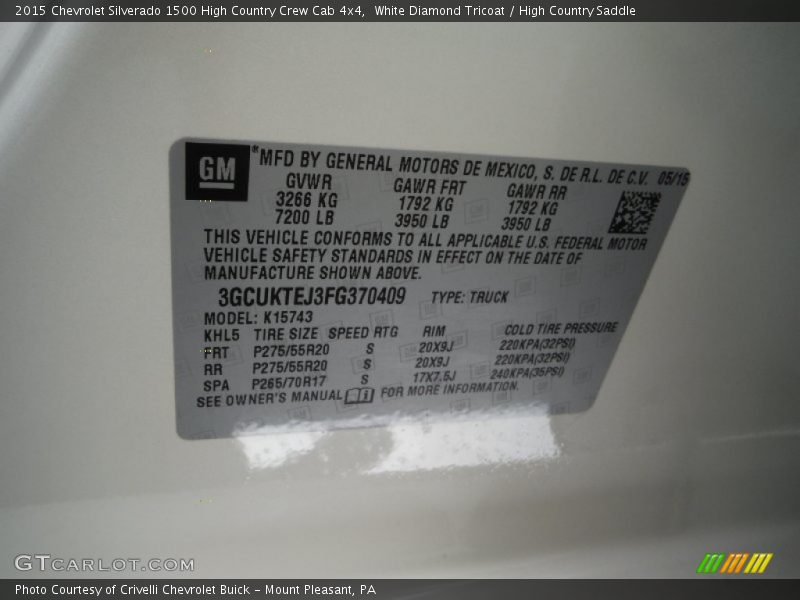 2015 Chevrolet Silverado 1500 High Country Crew Cab 4x4,  White Diamond Tricoat / High Country Saddle
GM
®MFD BY GENERAL MOTORS DE MEXICO, S. DE R.L. DE C.V. 05/15
GVWR GAWR FRT GAWR RR
3266 KG 1792 KG 1792 KG
7200 LB 3950 LB 3950 LB
THIS VEHICLE CONFORMS TO ALL APPLICABLE U.S. FEDERAL MOTOR
VEHICLE SAFETY STANDARDS IN EFFECT ON THE DATE OF
MANUFACTURE SHOWN ABOVE.
3GCUKTEJ3FG370409 TYPE: TRUCK
MODEL: K15743
KHL5 TIRE SIZE SPEED RTG RIM COLD TIRE PRESSURE
FRT P275/55R20 S 20X9J 220KPA(32PSI)
RR P275/55R20 S 20X9J 220KPA(32PSI)
SPA P265/70R17 S 17X7.5J 240KPA(35PSI)
SEE OWNER'S MANUAL FOR MORE INFORMATION.
GTCARLOT.COM
Photo Courtesy of Crivelli Chevrolet Buick – Mount Pleasant, PA